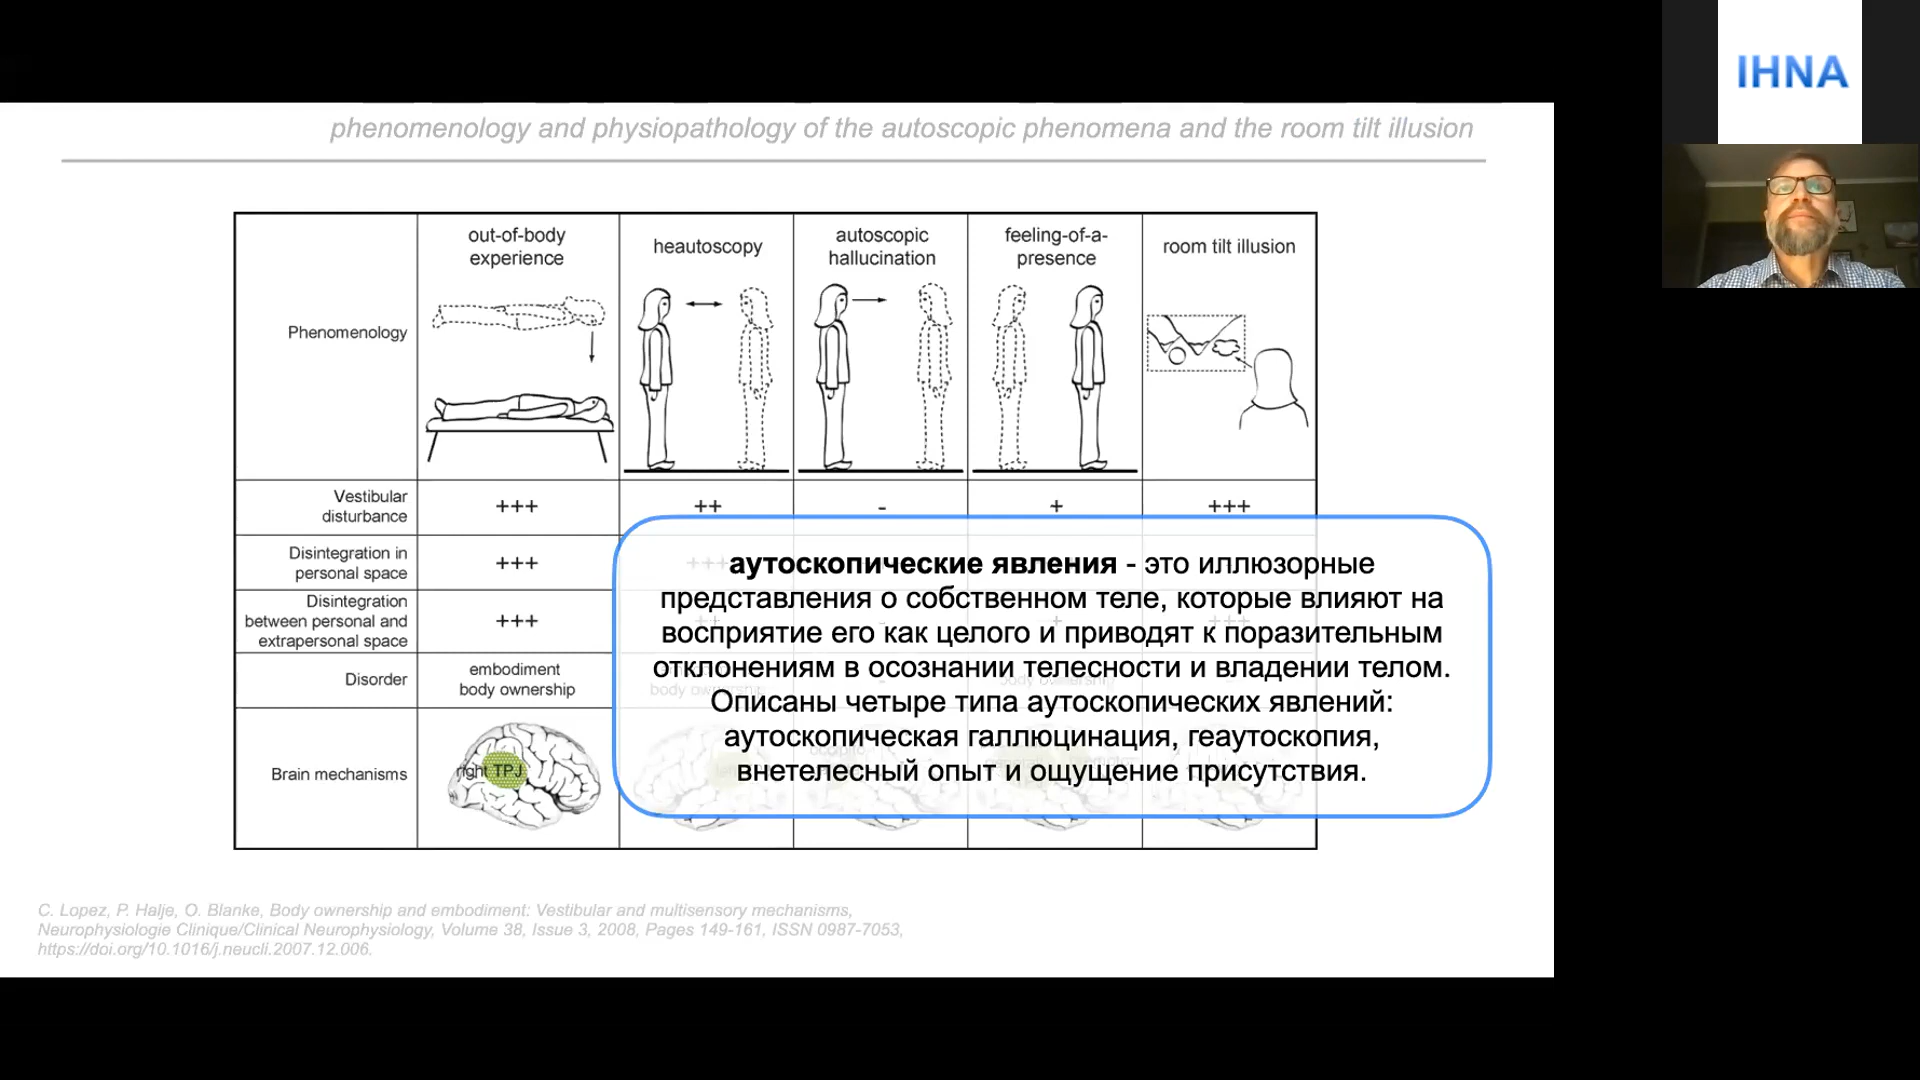 IHNA
phenomenology and physiopathology of the autoscopic phenomena and the room tilt illusion
out-of-body
experience
heautoscopy
autoscopic
hallucination
feeling-of-a-
presence
room tilt illusion
Phenomenology
Vestibular
disturbance
+++
++
-
+
+++
Disintegration in
personal space
+++
+++
Disintegration
between personal and
extrapersonal space
+++
Disorder
embodiment
body ownership
body ownership
body ownership
Brain mechanisms
right TPJ
аутоскопические явления - это иллюзорные
представления о собственном теле, которые влияют на
восприятие его как целого и приводят к поразительным
отклонениям в осознании телесности и владении телом.
Описаны четыре типа аутоскопических явлений:
аутоскопическая галлюцинация, геаутоскопия,
внетелесный опыт и ощущение присутствия.
C. Lopez, P. Halje, O. Blanke, Body ownership and embodiment: Vestibular and multisensory mechanisms,
Neurophysiologie Clinique/Clinical Neurophysiology, Volume 38, Issue 3, 2008, Pages 149-161, ISSN 0987-7053,
https://doi.org/10.1016/j.neucli.2007.12.006.